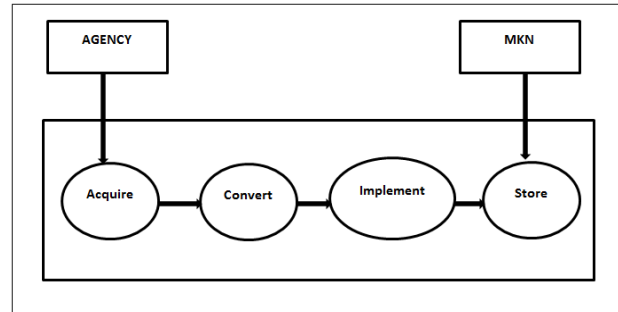 AGENCY
MKN
Acquire
Convert
Implement
Store